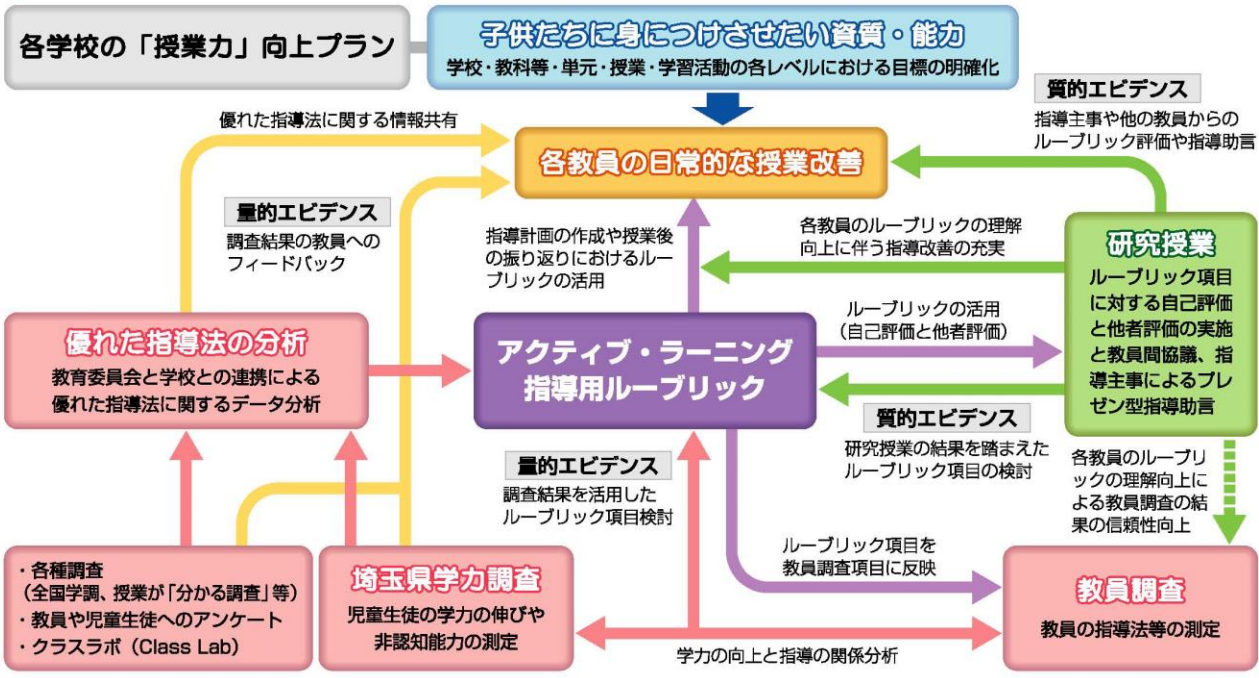 各学校の「授業力」向上プラン
子供たちに身につけさせたい資質・能力
学校・教科等・単元・授業・学習活動の各レベルにおける目標の明確化
優れた指導法に関する情報共有
各教員の日常的な授業改善
質的エビデンス
指導主事や他の教員からの
ルーブリック評価や指導助言
量的エビデンス
調査結果の教員への
フィードバック
指導計画の作成や授業後
の振り返りにおけるルー
ブリックの活用
各教員のルーブリックの理解
向上に伴う指導改善の充実
研究授業
ルーブリック項目
に対する自己評価
と他者評価の実施
と教員間協議、指
導主事によるプレ
ゼン型指導助言
優れた指導法の分析
教育委員会と学校との連携による
優れた指導法に関するデータ分析
アクティブ・ラーニング
指導用ルーブリック
ルーブリックの活用
（自己評価と他者評価）
質的エビデンス
研究授業の結果を踏まえた
ルーブリック項目の検討
量的エビデンス
調査結果を活用した
ルーブリック項目検討
各教員のルーブリ
ックの理解向上に
よる教員調査の結
果の信頼性向上
・各種調査
（全国学調、授業が「分かる調査」等）
・教員や児童生徒へのアンケート
・クラスラボ（Class Lab）
埼玉県学力調査
児童生徒の学力の伸びや
非認知能力の測定
ルーブリック項目を
教員調査項目に反映
教員調査
教員の指導法等の測定
学力の向上と指導の関係分析